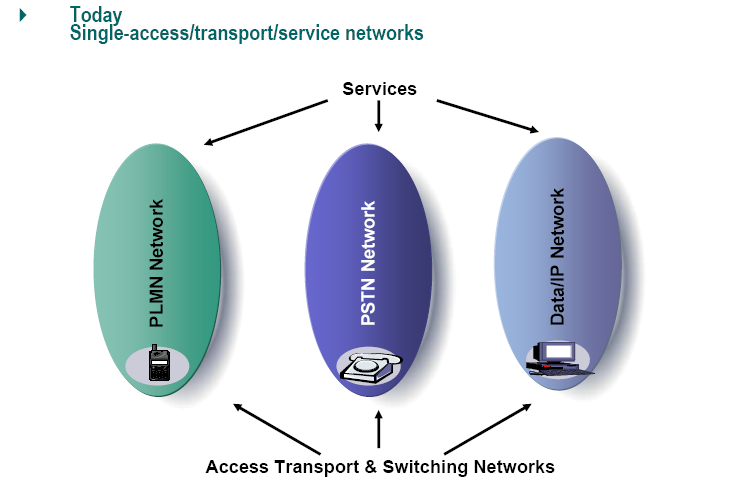 Today
Single-access/transport/service networks
Services
PLMN Network
PSTN Network
Data/IP Network
Access Transport & Switching Networks